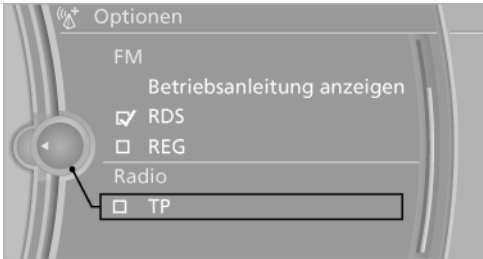 Optionen
FM
Betriebsanleitung anzeigen
RDS
REG
Radio
TP